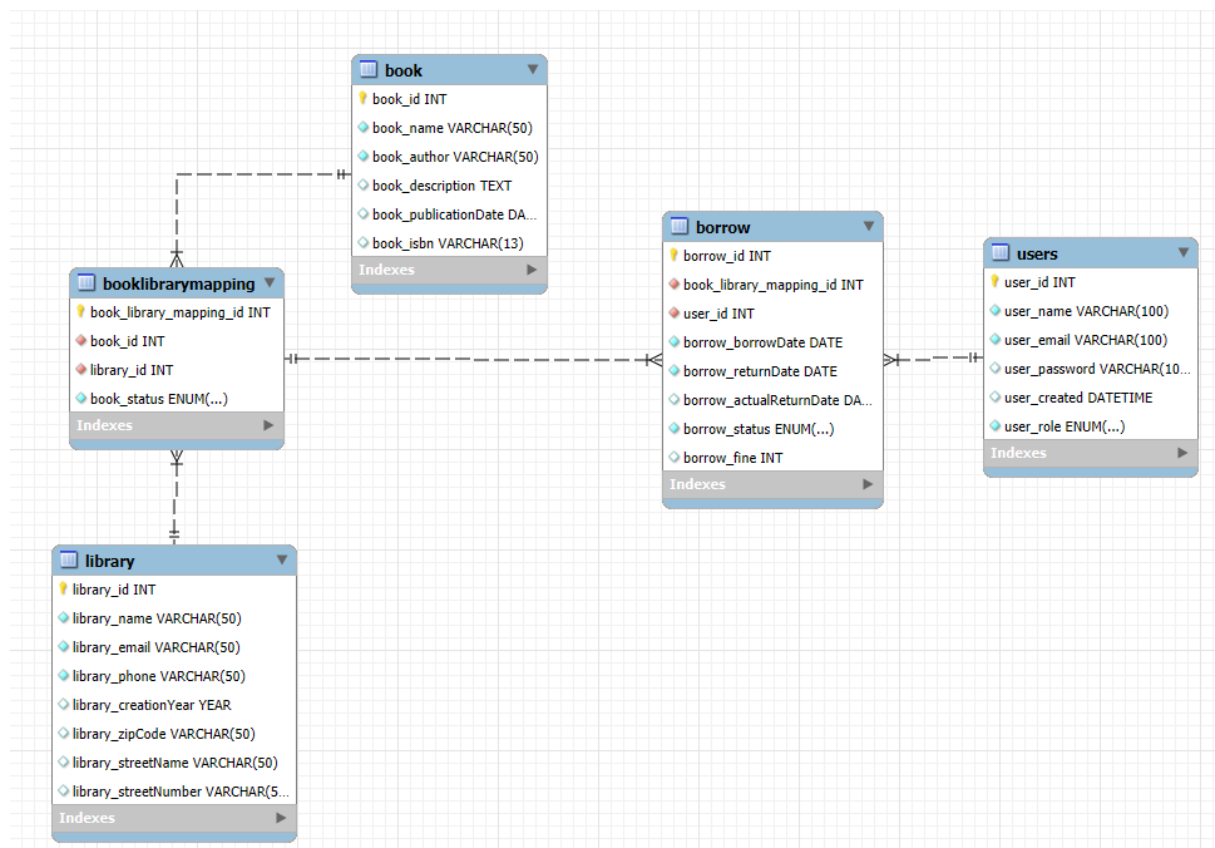 book
book_id INT
book_name VARCHAR(50)
book_author VARCHAR(50)
book_description TEXT
book_publicationDate DA...
book_isbn VARCHAR(13)
Indexes
booklibrarymapping
book_library_mapping_id INT
book_id INT
library_id INT
book_status ENUM(...)
Indexes
borrow
borrow_id INT
book_library_mapping_id INT
user_id INT
borrow_borrowDate DATE
borrow_returnDate DATE
borrow_actualReturnDate DA...
borrow_status ENUM(...)
borrow_fine INT
Indexes
users
user_id INT
user_name VARCHAR(100)
user_email VARCHAR(100)
user_password VARCHAR(10...
user_created DATETIME
user_role ENUM(...)
Indexes
library
library_id INT
library_name VARCHAR(50)
library_email VARCHAR(50)
library_phone VARCHAR(50)
library_creationYear YEAR
library_zipCode VARCHAR(50)
library_streetName VARCHAR(50)
library_streetNumber VARCHAR(5...
Indexes